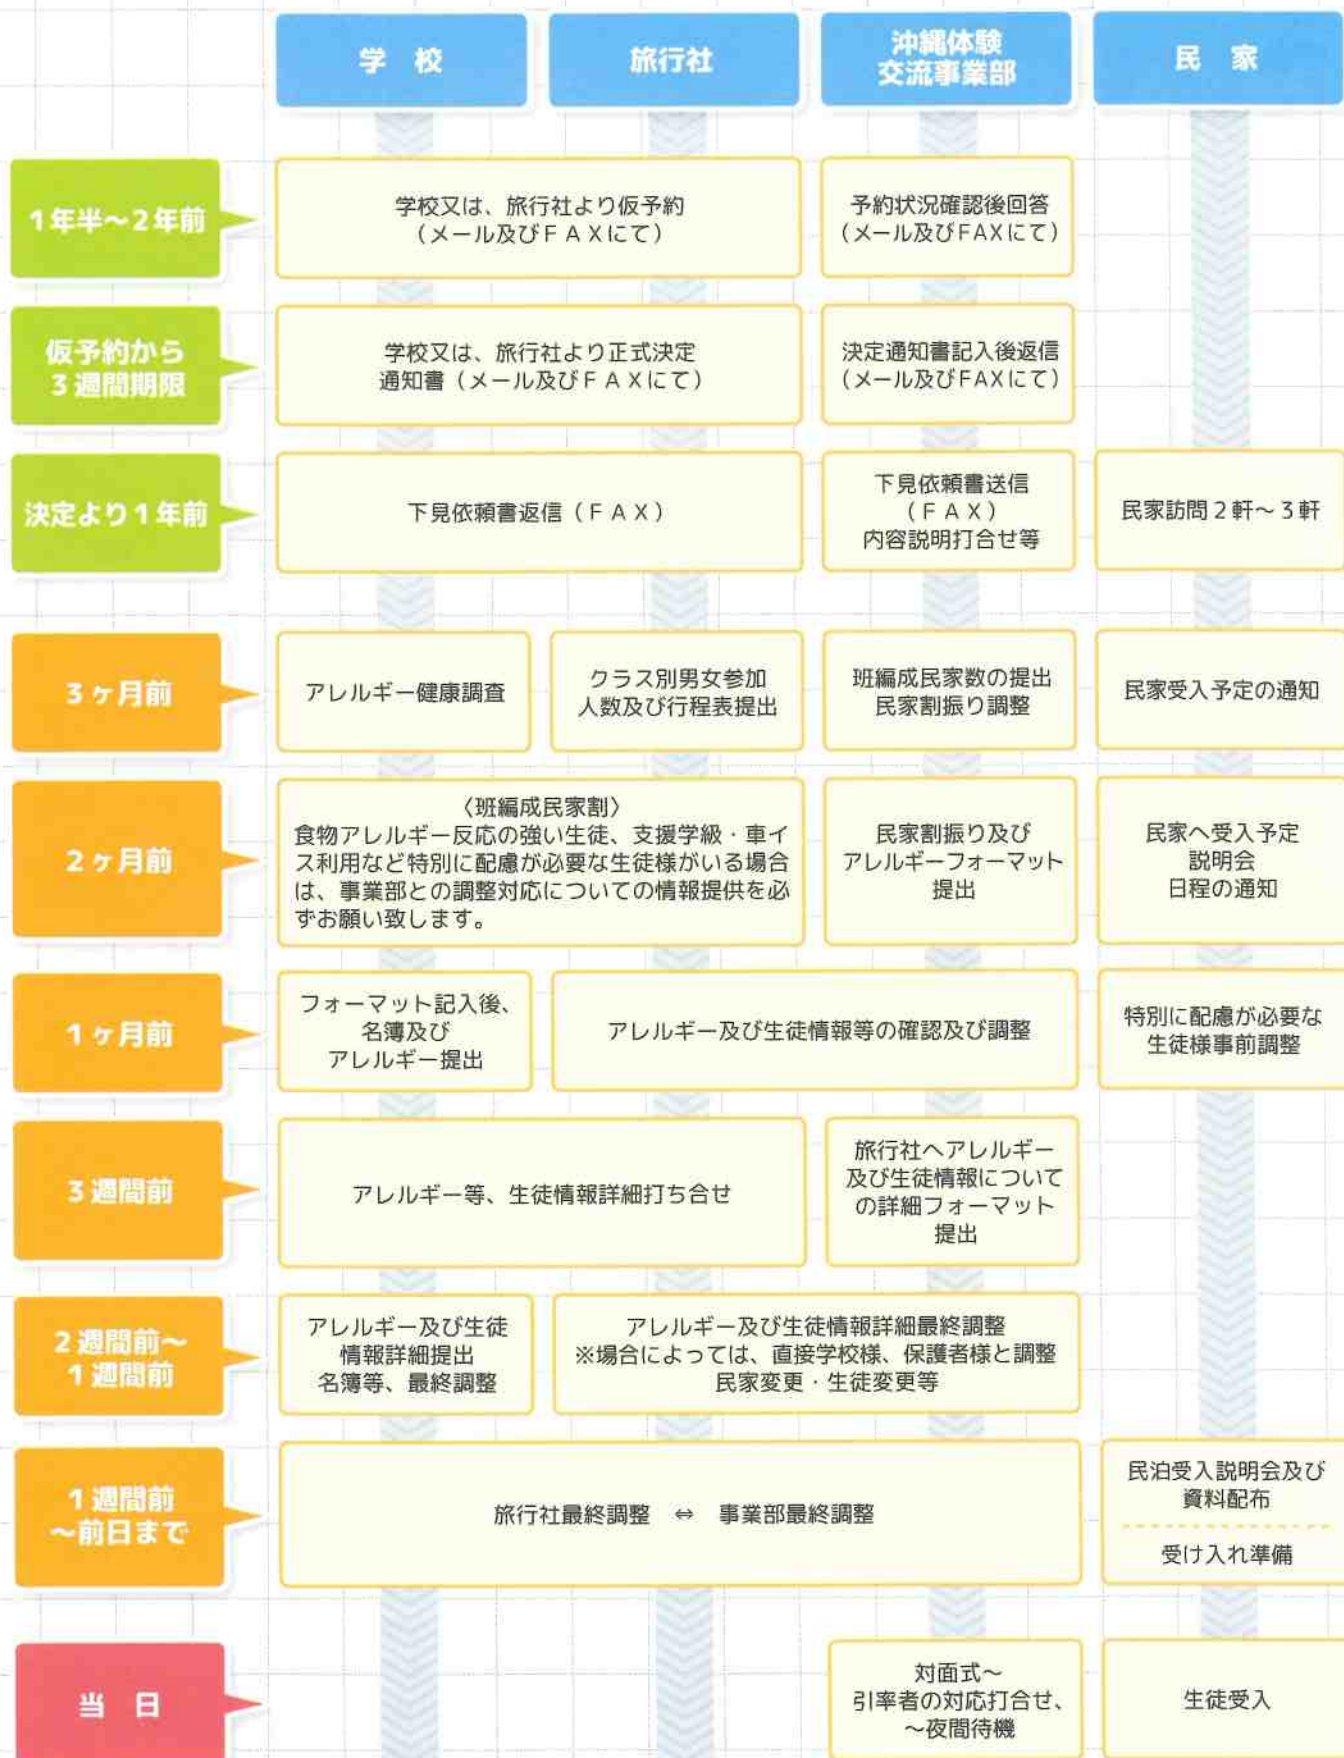 学　校
旅行社
沖縄体験
交流事業部
民　家
1年半～2年前
学校又は、旅行社より仮予約
（メール及びＦＡＸにて）
予約状況確認後回答
（メール及びFAXにて）
仮予約から
3週間期限
学校又は、旅行社より正式決定
通知書（メール及びＦＡＸにて）
決定通知書記入後返信
（メール及びFAXにて）
決定より1年前
下見依頼書返信（ＦＡＸ）
下見依頼書送信
（ＦＡＸ）
内容説明打合せ等
民家訪問２軒～３軒
3ヶ月前
アレルギー健康調査
クラス別男女参加
人数及び行程表提出
班編成民家数の提出
民家割振り調整
民家受入予定の通知
2ヶ月前
〈班編成民家割〉
食物アレルギー反応の強い生徒、支援学級・車イ
ス利用など特別に配慮が必要な生徒様がいる場合
は、事業部との調整対応についての情報提供を必
ずお願い致します。
民家割振り及び
アレルギーフォーマット
提出
民家へ受入予定
説明会
日程の通知
1ヶ月前
フォーマット記入後、
名簿及び
アレルギー提出
アレルギー及び生徒情報等の確認及び調整
特別に配慮が必要な
生徒様事前調整
3週間前
アレルギー等、生徒情報詳細打ち合せ
旅行社へアレルギー
及び生徒情報について
の詳細フォーマット
提出
2週間前～
1週間前
アレルギー及び生徒
情報詳細提出
名簿等、最終調整
アレルギー及び生徒情報詳細最終調整
※場合によっては、直接学校様、保護者様と調整
民家変更・生徒変更等
1週間前
～前日まで
旅行社最終調整　⇔　事業部最終調整
民泊受入説明会及び
資料配布
受け入れ準備
当　日
対面式～
引率者の対応打合せ、
～夜間待機
生徒受入